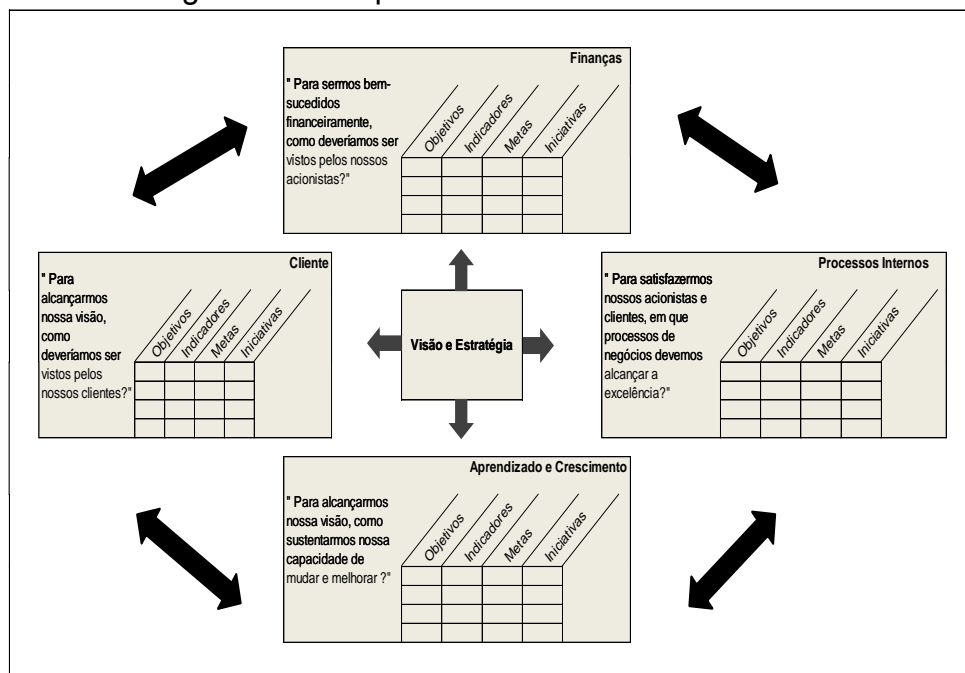 Finanças
" Para sermos bem-
sucedidos
financeiramente,
como deveríamos ser
vistos pelos nossos
acionistas?"
Objetivos
Indicadores
Metas
Iniciativas
Cliente
" Para
alcançarmos
nossa visão,
como
deveríamos ser
vistos pelos
nossos clientes?"
Objetivos
Indicadores
Metas
Iniciativas
Visão e Estratégia
Processos Internos
" Para satisfazermos
nossos acionistas e
clientes, em que
processos de
negócios devemos
alcançar a
excelência?"
Objetivos
Indicadores
Metas
Iniciativas
Aprendizado e Crescimento
" Para alcançarmos
nossa visão, como
sustentarmos nossa
capacidade de
mudar e melhorar ?"
Objetivos
Indicadores
Metas
Iniciativas